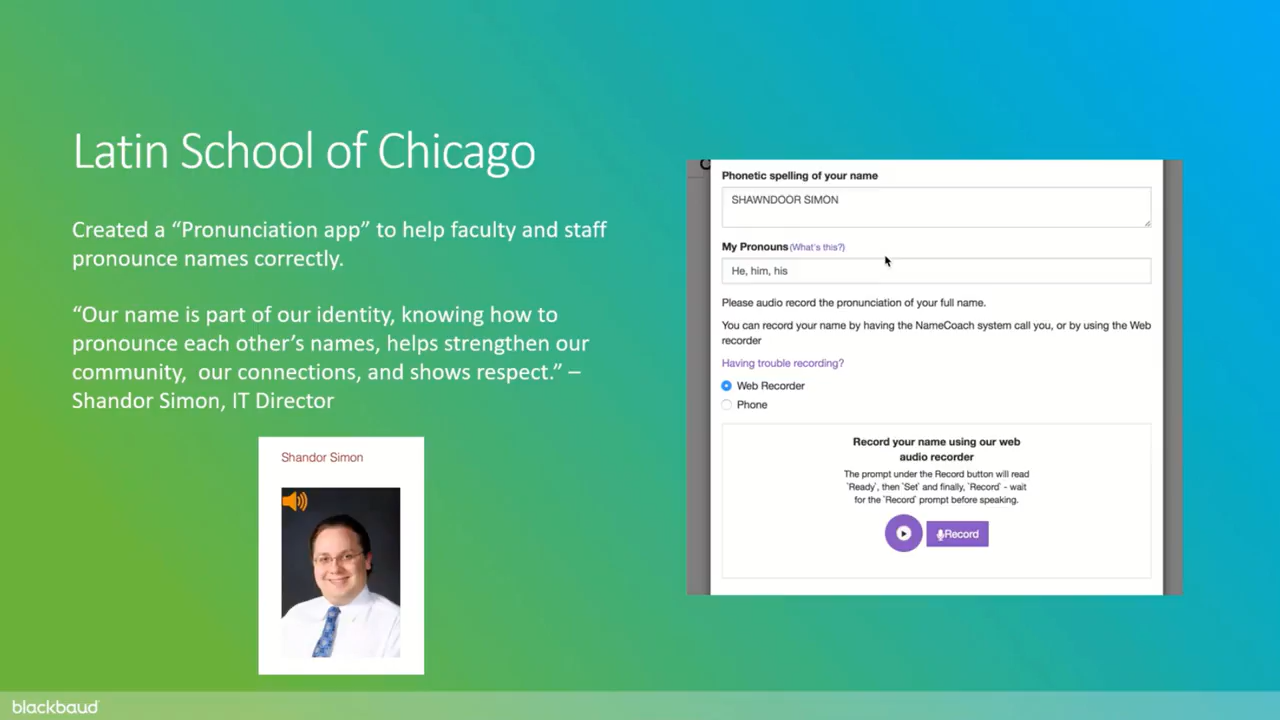 Latin School of Chicago
Created a “Pronunciation app” to help faculty and staff
pronounce names correctly.
“Our name is part of our identity, knowing how to
pronounce each other’s names, helps strengthen our
community,  our connections, and shows respect.” –
Shandor Simon, IT Director
Shandor Simon
Phonetic spelling of your name
SHAWNDOOR SIMON
My Pronouns (What's this?)
He, him, his
Please audio record the pronunciation of your full name.
You can record your name by having the NameCoach system call you, or by using the Web
recorder
Having trouble recording?
Web Recorder
Phone
Record your name using our web
audio recorder
The prompt under the Record button will read
`Ready`, then `Set` and finally, `Record` - wait
for the `Record` prompt before speaking.
Record
blackbaud